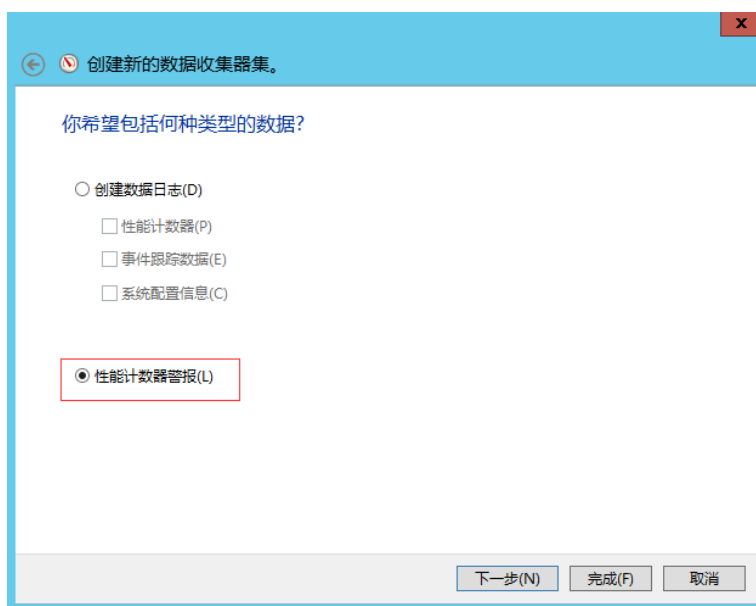 x
创建新的数据收集器集。
你希望包括何种类型的数据?
创建数据日志(D)
性能计数器(P)
事件跟踪数据(E)
系统配置信息(C)
性能计数器警报(L)
下一步(N) 完成(F) 取消